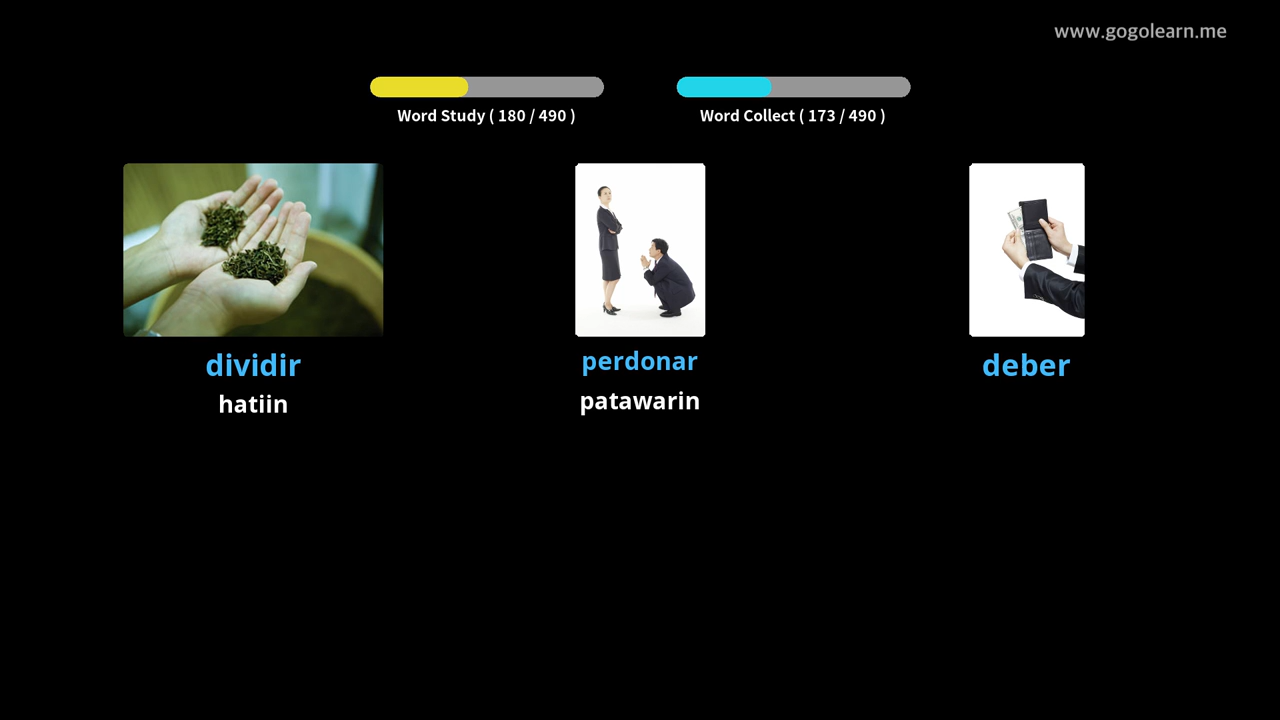 www.gogolearn.me
Word Study ( 180 / 490 )
Word Collect ( 173 / 490 )
dividir
hatiin
perdonar
patawarin
deber